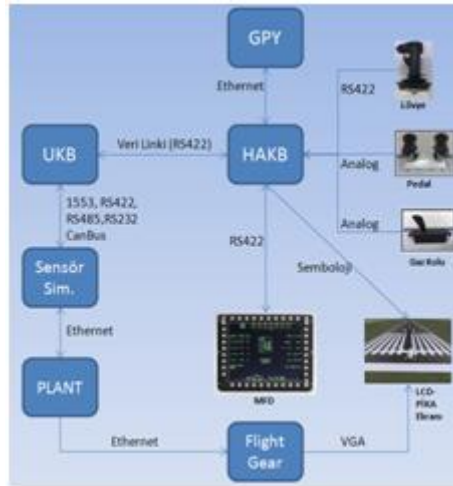 GPY
Ethernet
RS422
Lövye
Veri Linki (RS422)
UKB
HAKB
Analog
Pedal
1553, RS422,
RS485,RS232
CanBus
Analog
Gaz Kolu
RS422
Semboloji
Sensör
Sim.
Ethernet
MFD
LCD-
PİKA
Ekranı
PLANT
Ethernet
Flight
Gear
VGA